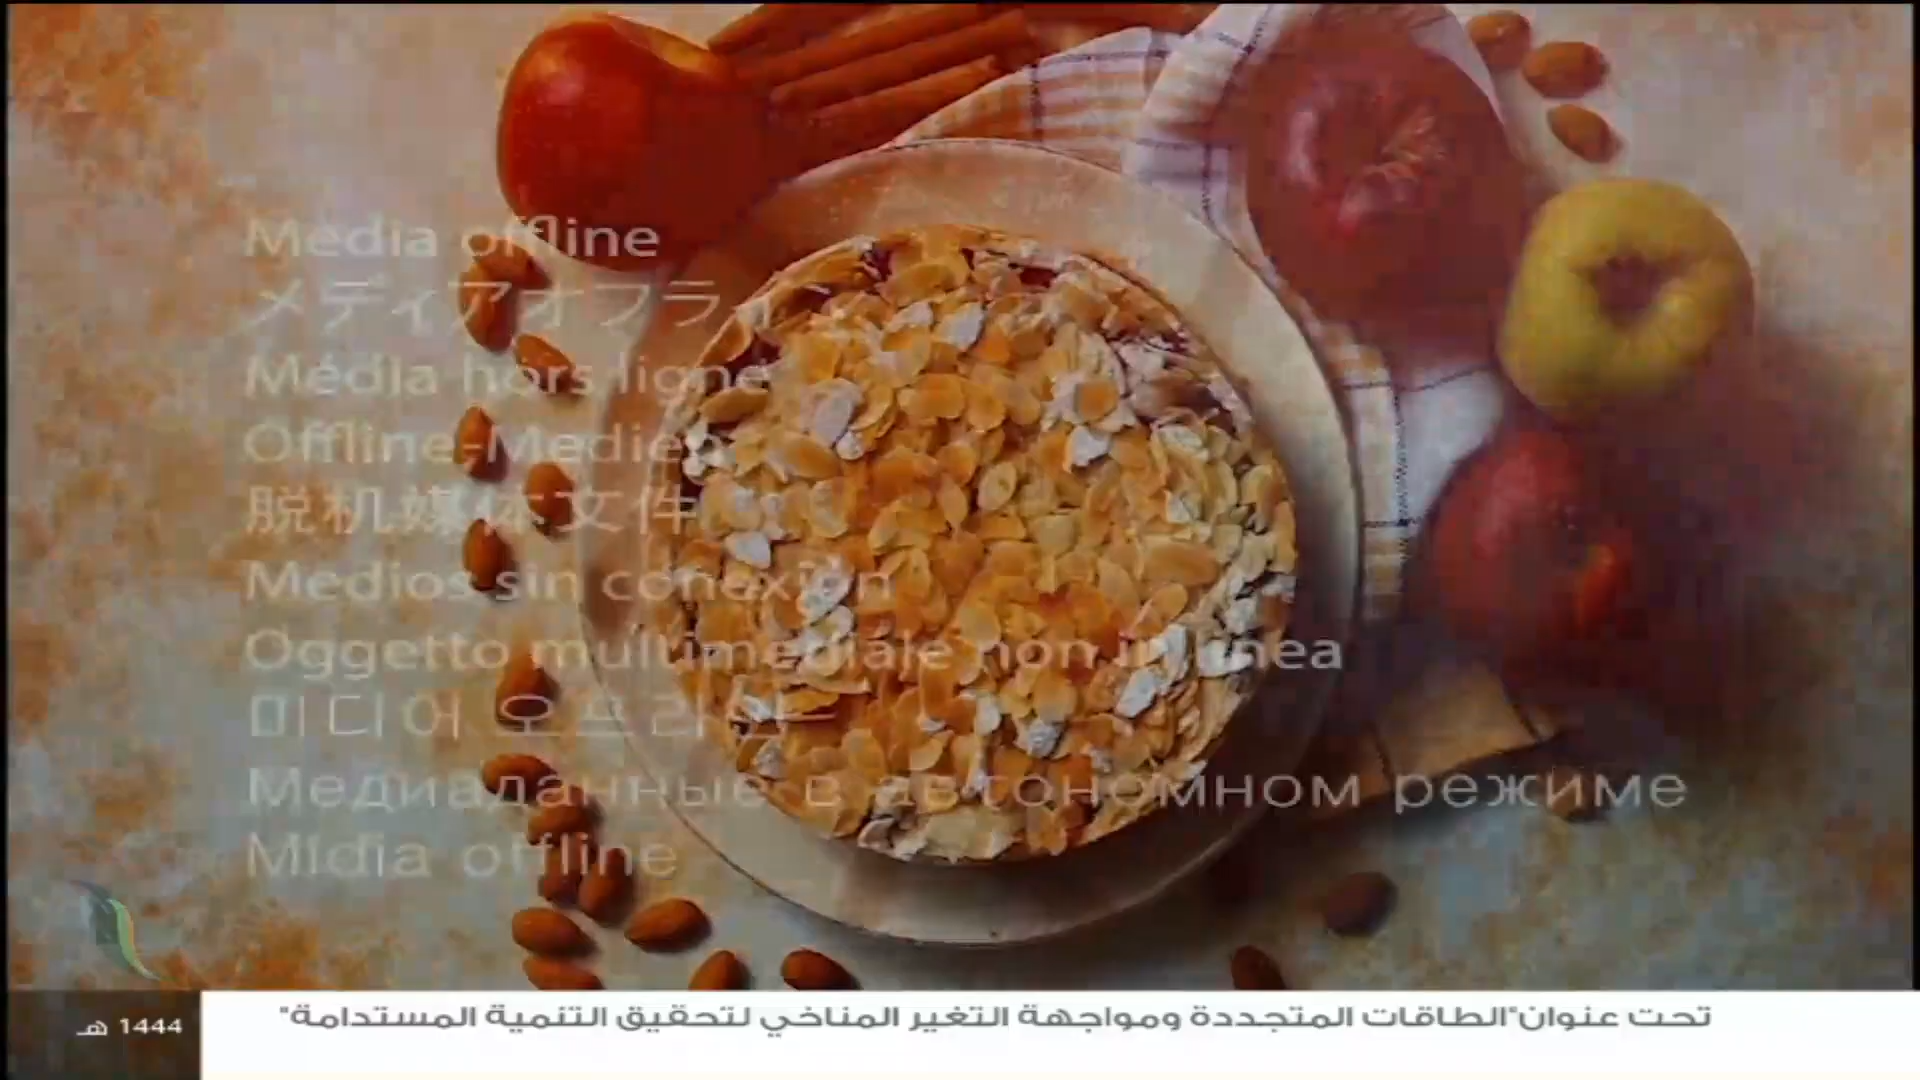 Media offline
メディアオフライ
Média hors ligne
Offline-Medien
脱机媒体文件
Medios sin conexión
Oggetto multimediale non in linea
미디어 오프라인
Медиаданные в автономном режиме
Mídia offline
تحت عنوان"الطاقات المتجددة ومواجهة التغير المناخي لتحقيق التنمية المستدامة"
1444 هـ